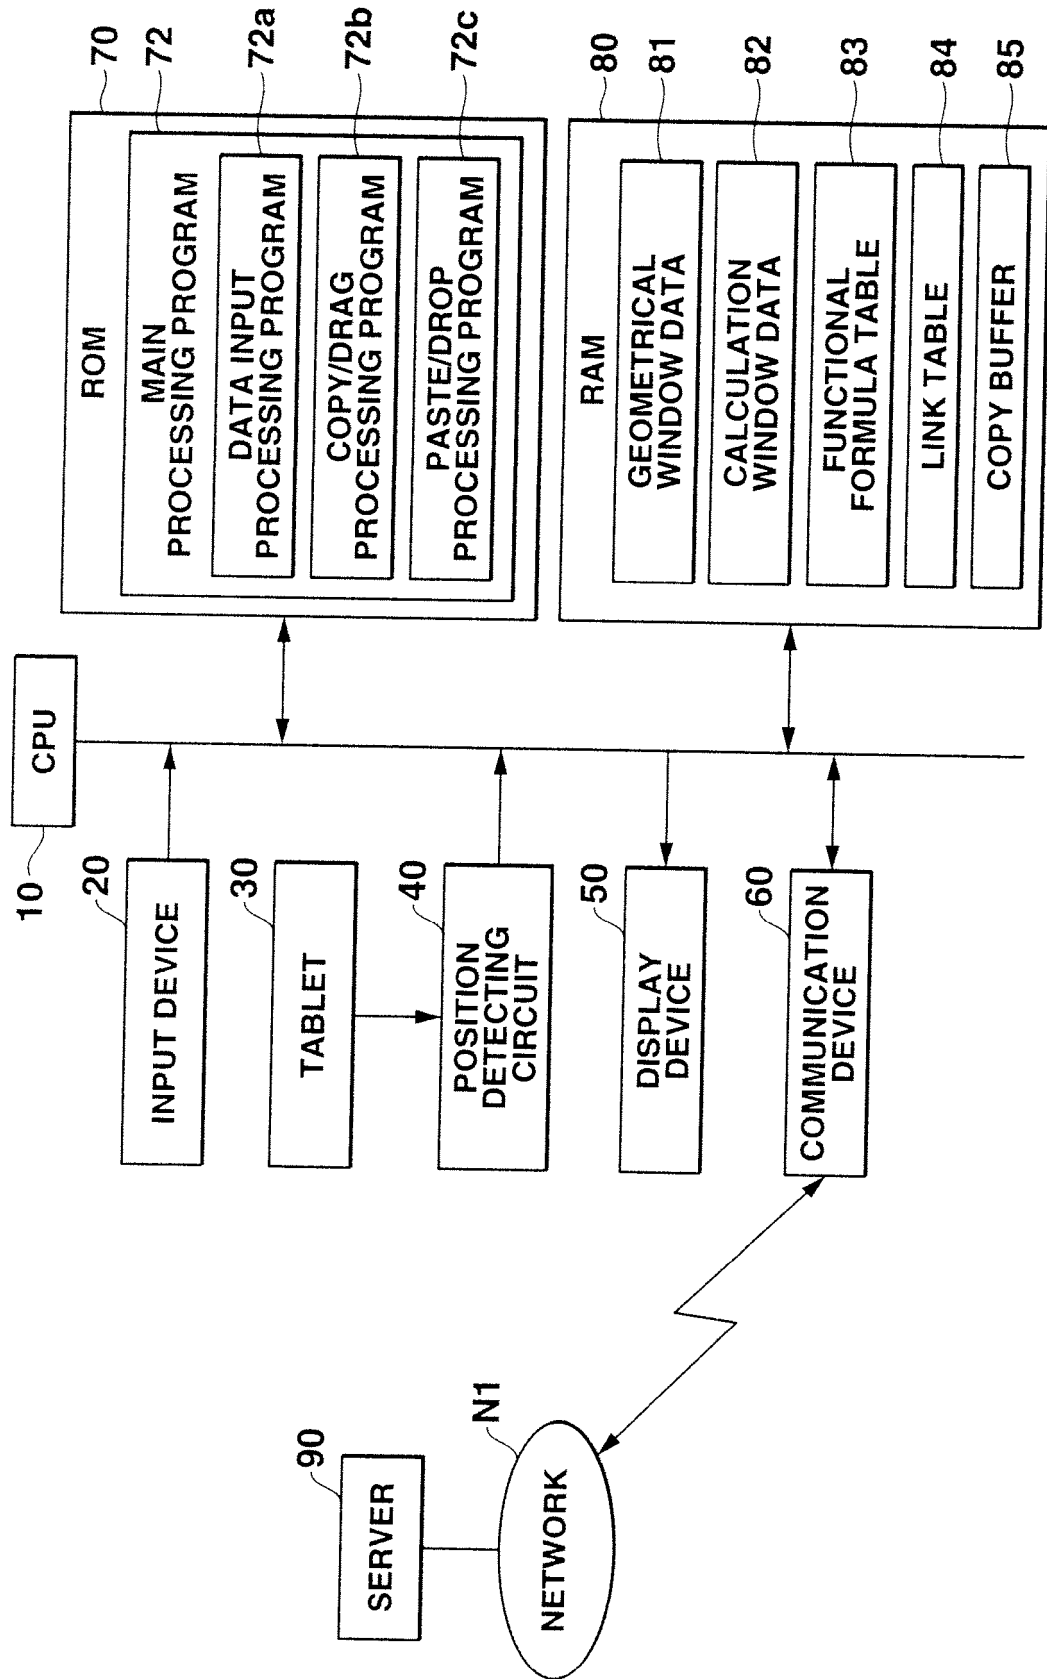 10
CPU
20
INPUT DEVICE
30
TABLET
40
POSITION
DETECTING
CIRCUIT
50
DISPLAY
DEVICE
60
COMMUNICATION
DEVICE
90
SERVER
N1
NETWORK
70
ROM
72
MAIN
PROCESSING PROGRAM
72a
DATA INPUT
PROCESSING PROGRAM
72b
COPY/DRAG
PROCESSING PROGRAM
72c
PASTE/DROP
PROCESSING PROGRAM
80
RAM
81
GEOMETRICAL
WINDOW DATA
82
CALCULATION
WINDOW DATA
83
FUNCTIONAL
FORMULA TABLE
84
LINK TABLE
85
COPY BUFFER